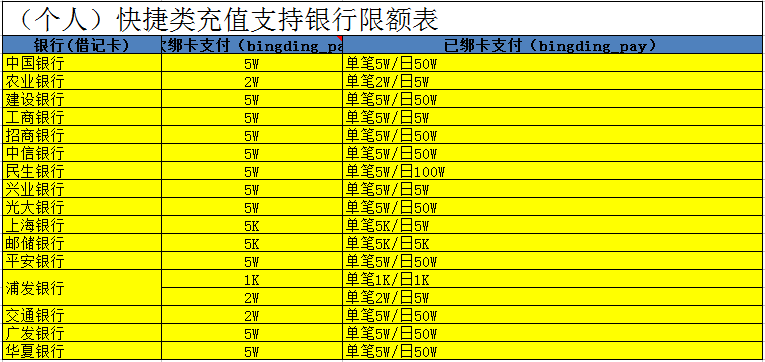 （个人）快捷类充值支持银行限额表
银行(借记卡) 绑卡支付（bingding_pa 已绑卡支付（bingding_pay）
中国银行 5W 单笔5W/日50W
农业银行 2W 单笔2W/日5W
建设银行 5W 单笔5W/日50W
工商银行 5W 单笔5W/日5W
招商银行 5W 单笔5W/日50W
中信银行 5W 单笔5W/日50W
民生银行 5W 单笔5W/日100W
兴业银行 5W 单笔5W/日5W
光大银行 5W 单笔5W/日50W
上海银行 5K 单笔5K/日5W
邮储银行 5K 单笔5K/日5K
平安银行 5W 单笔5W/日50W
浦发银行 1K 单笔1K/日1K
2W 单笔2W/日5W
交通银行 2W 单笔5W/日50W
广发银行 5W 单笔5W/日50W
华夏银行 5W 单笔5W/日50W